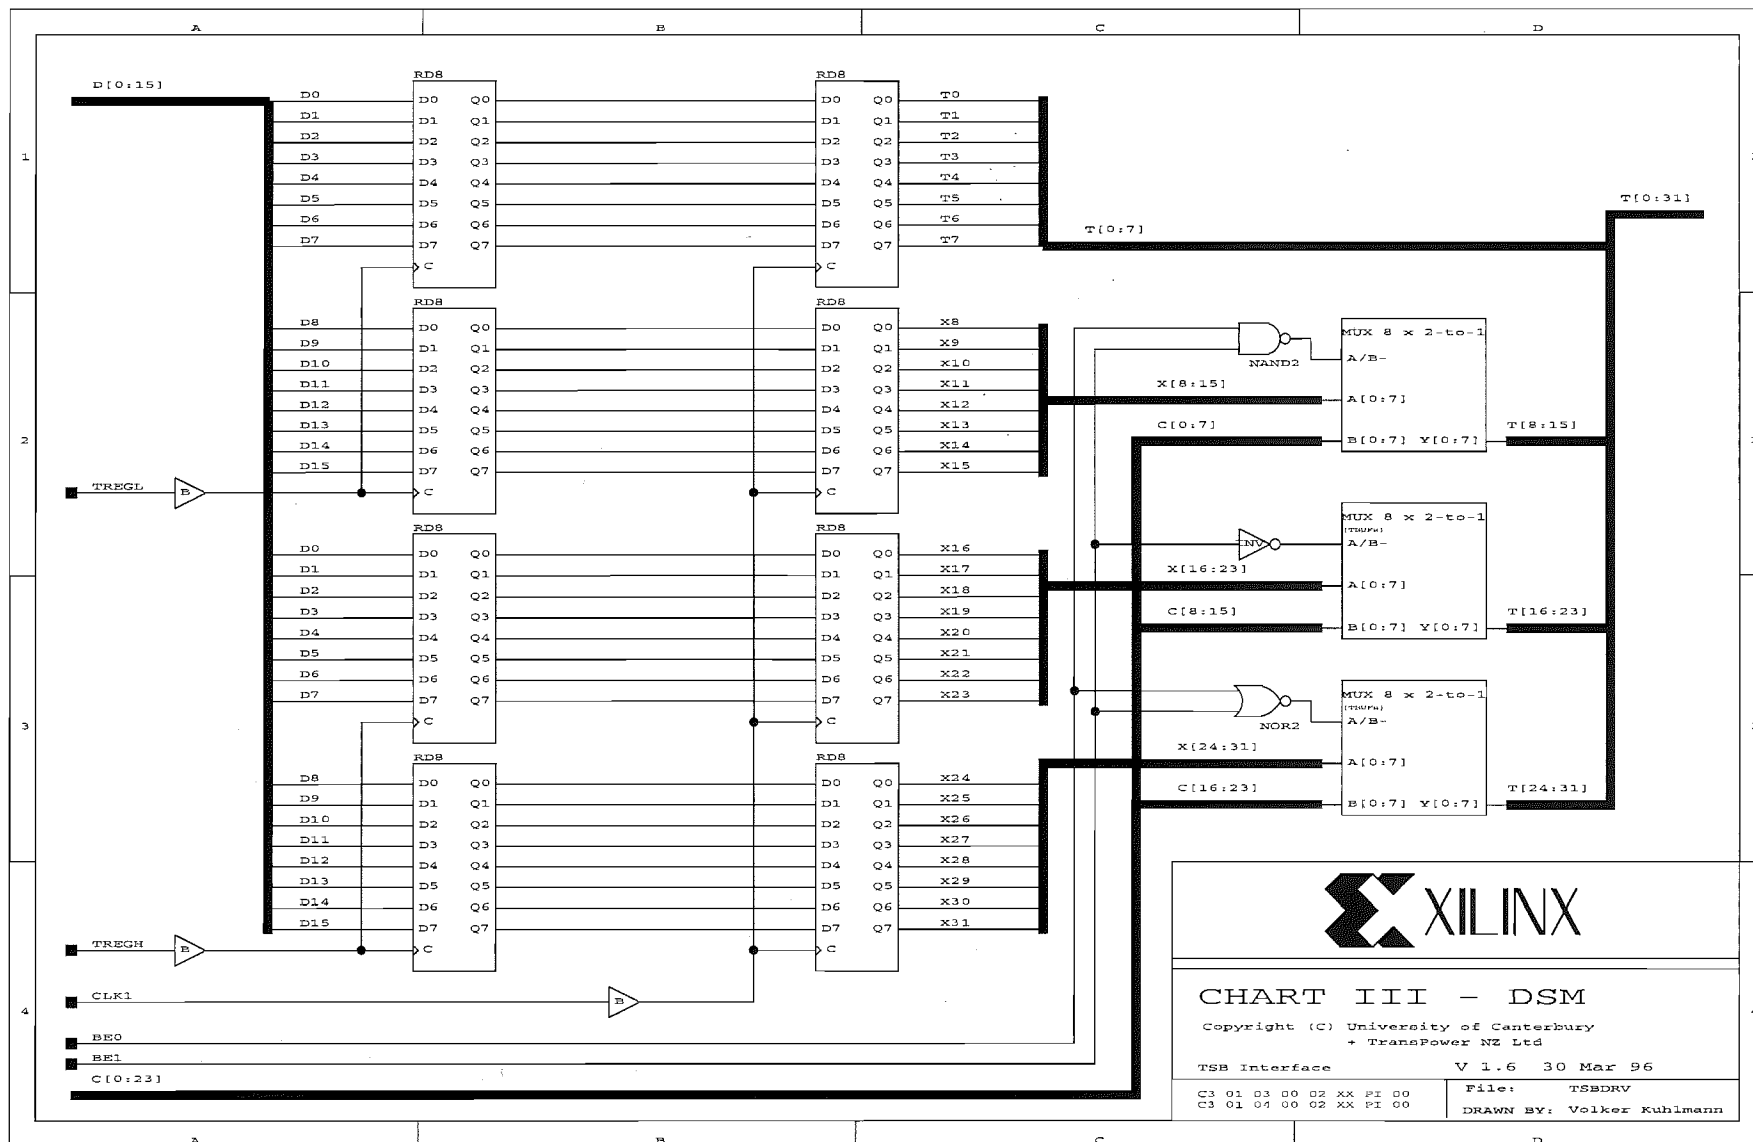 A B C D
D[0:15]
RD8 RD8
D0 D0 Q0 D0 Q0 T0
D1 D1 Q1 D1 Q1 T1
D2 D2 Q2 D2 Q2 T2
1 D3 D3 Q3 D3 Q3 T3
D4 D4 Q4 D4 Q4 T4
D5 D5 Q5 D5 Q5 T5 T[0:31]
D6 D6 Q6 D6 Q6 T6
D7 D7 Q7 D7 Q7 T7 T[0:7]
C C
RD8 RD8
D8 D0 Q0 D0 Q0 X8 MUX 8 x 2-to-1
D9 D1 Q1 D1 Q1 X9
D10 D2 Q2 D2 Q2 X10 NAND2 A/B-
D11 D3 Q3 D3 Q3 X11 X[8:15]
D12 D4 Q4 D4 Q4 X12 A[0:7]
D13 D5 Q5 D5 Q5 X13 C[0:7] T[8:15]
2 D14 D6 Q6 D6 Q6 X14 B[0:7] Y[0:7]
D15 D7 Q7 D7 Q7 X15
TREGL B C C
RD8 RD8 MUX 8 x 2-to-1
D0 D0 Q0 D0 Q0 X16 INV A/B-
D1 D1 Q1 D1 Q1 X17 X[16:23]
D2 D2 Q2 D2 Q2 X18 A[0:7]
D3 D3 Q3 D3 Q3 X19 C[8:15] T[16:23]
D4 D4 Q4 D4 Q4 X20 B[0:7] Y[0:7]
D5 D5 Q5 D5 Q5 X21
D6 D6 Q6 D6 Q6 X22
D7 D7 Q7 D7 Q7 X23 MUX 8 x 2-to-1
3 C C NOR2 A/B-
RD8 RD8 X[24:31]
A[0:7]
D8 D0 Q0 D0 Q0 X24 C[16:23] T[24:31]
D9 D1 Q1 D1 Q1 X25 B[0:7] Y[0:7]
D10 D2 Q2 D2 Q2 X26
D11 D3 Q3 D3 Q3 X27
D12 D4 Q4 D4 Q4 X28
D13 D5 Q5 D5 Q5 X29
D14 D6 Q6 D6 Q6 X30
D15 D7 Q7 D7 Q7 X31
TREGH B C C
CLK1 B
4
BE0
BE1
C[0:23]
XILINX
CHART III - DSM
Copyright (C) University of Canterbury
+ TransPower NZ Ltd
TSB Interface V 1.6 30 Mar 96
C3 01 03 00 02 XX PI 00
C3 01 04 00 02 XX PI 00
File: TSBDRV
DRAWN BY: Volker Kuhlmann
A B C D